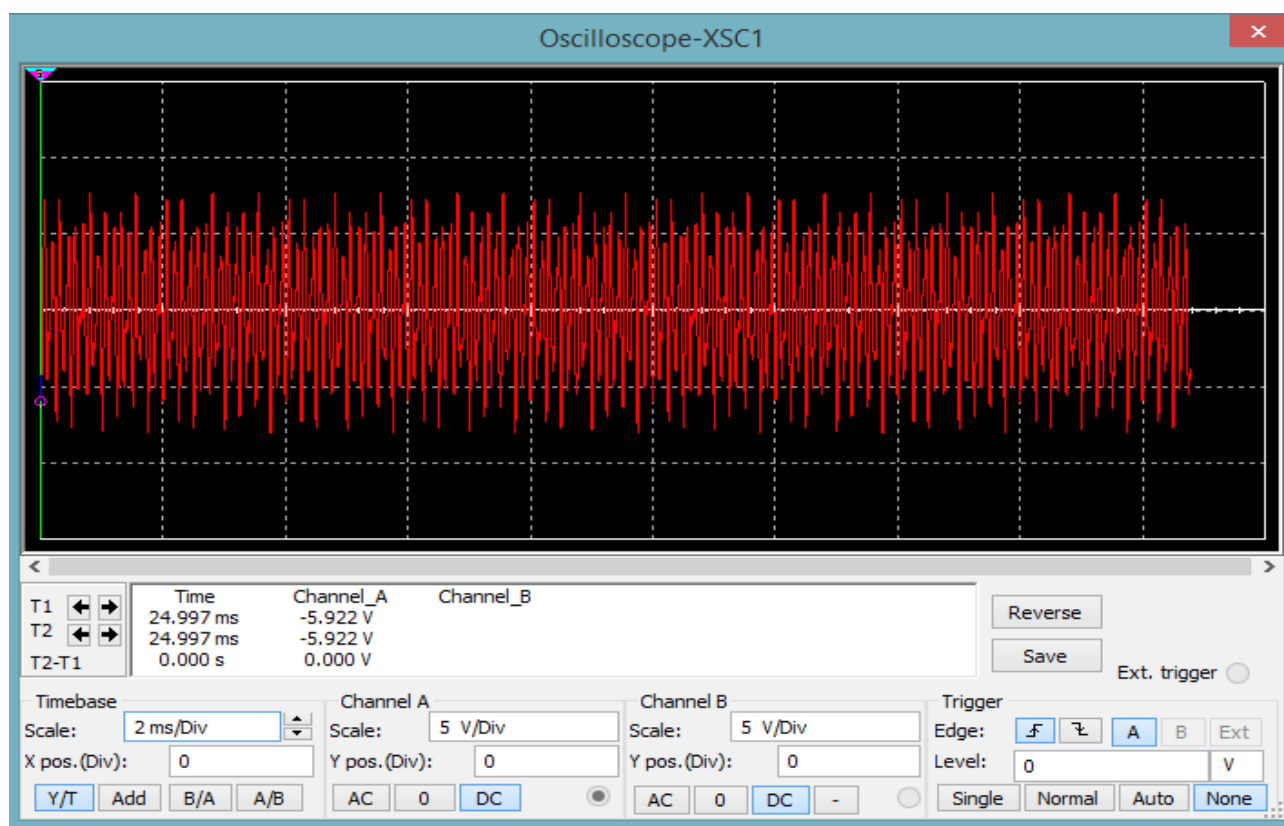 Oscilloscope-XSC1
Time Channel_A Channel_B
T1 24.997 ms -5.922 V
T2 24.997 ms -5.922 V
T2-T1 0.000 s 0.000 V
Reverse
Save
Ext. trigger
Timebase
Scale: 2 ms/Div
X pos.(Div): 0
Y/T Add B/A A/B
Channel A
Scale: 5 V/Div
Y pos.(Div): 0
AC 0 DC
Channel B
Scale: 5 V/Div
Y pos.(Div): 0
AC 0 DC -
Trigger
Edge: A B Ext
Level: 0 V
Single Normal Auto None